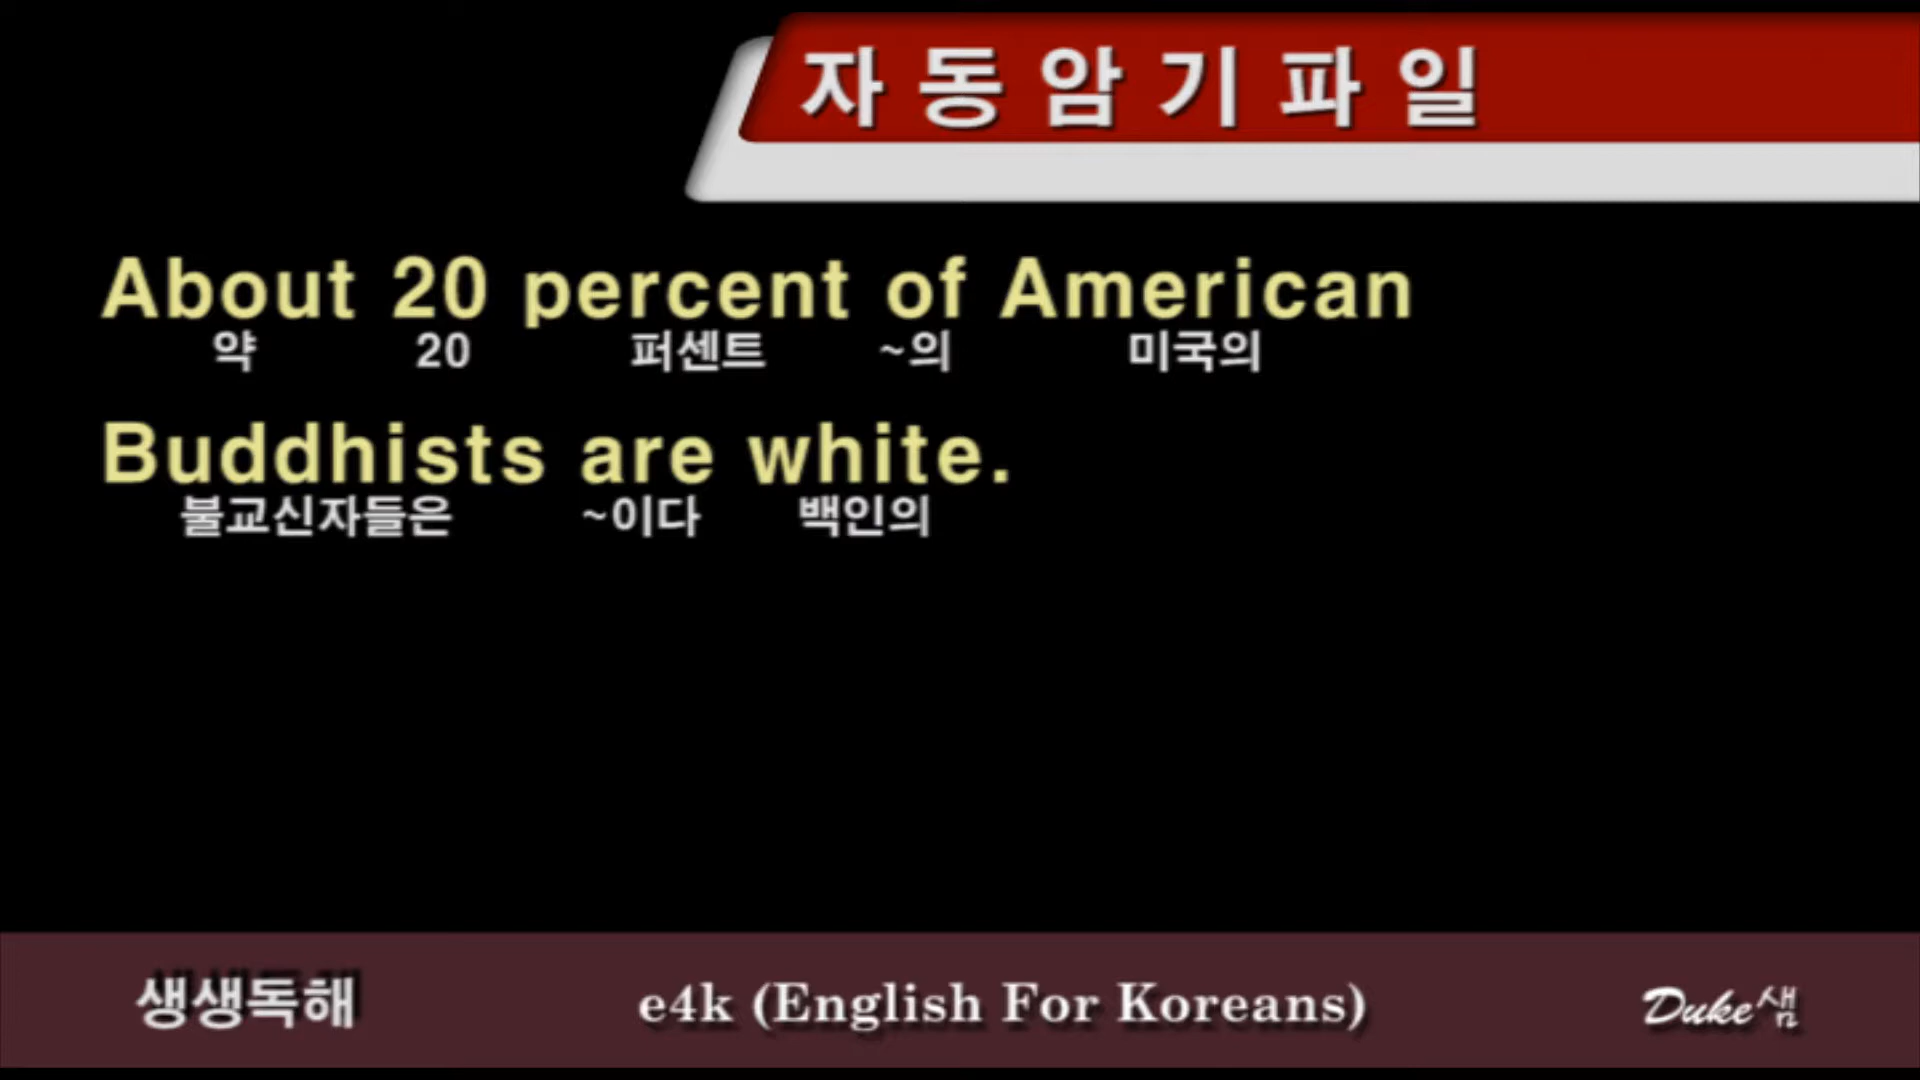 자동암기파일
About 20 percent of American
약 20 퍼센트 ~의 미국의
Buddhists are white.
불교신자들은 ~이다 백인의
생생독해 e4k (English For Koreans) Duke샘